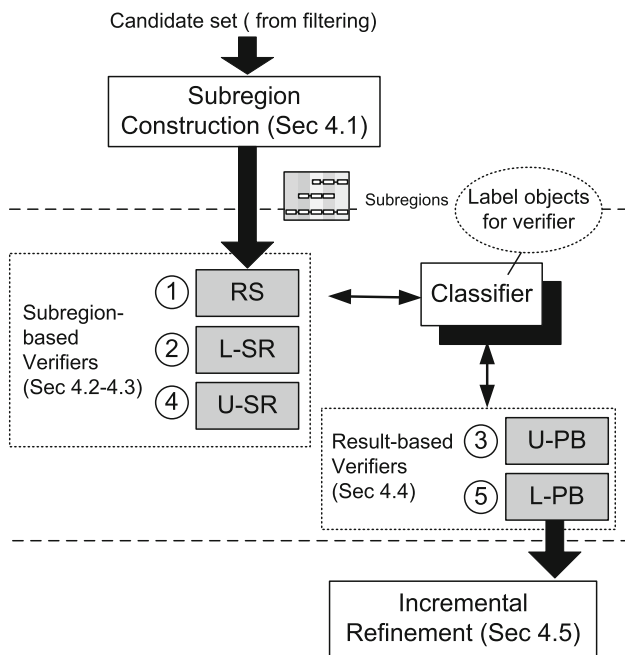 Candidate set ( from filtering)
Subregion
Construction (Sec 4.1)
Subregions
Label objects
for verifier
Subregion-
based
Verifiers
(Sec 4.2-4.3)
1 RS
2 L-SR
4 U-SR
Classifier
Result-based
Verifiers
(Sec 4.4)
3 U-PB
5 L-PB
Incremental
Refinement (Sec 4.5)